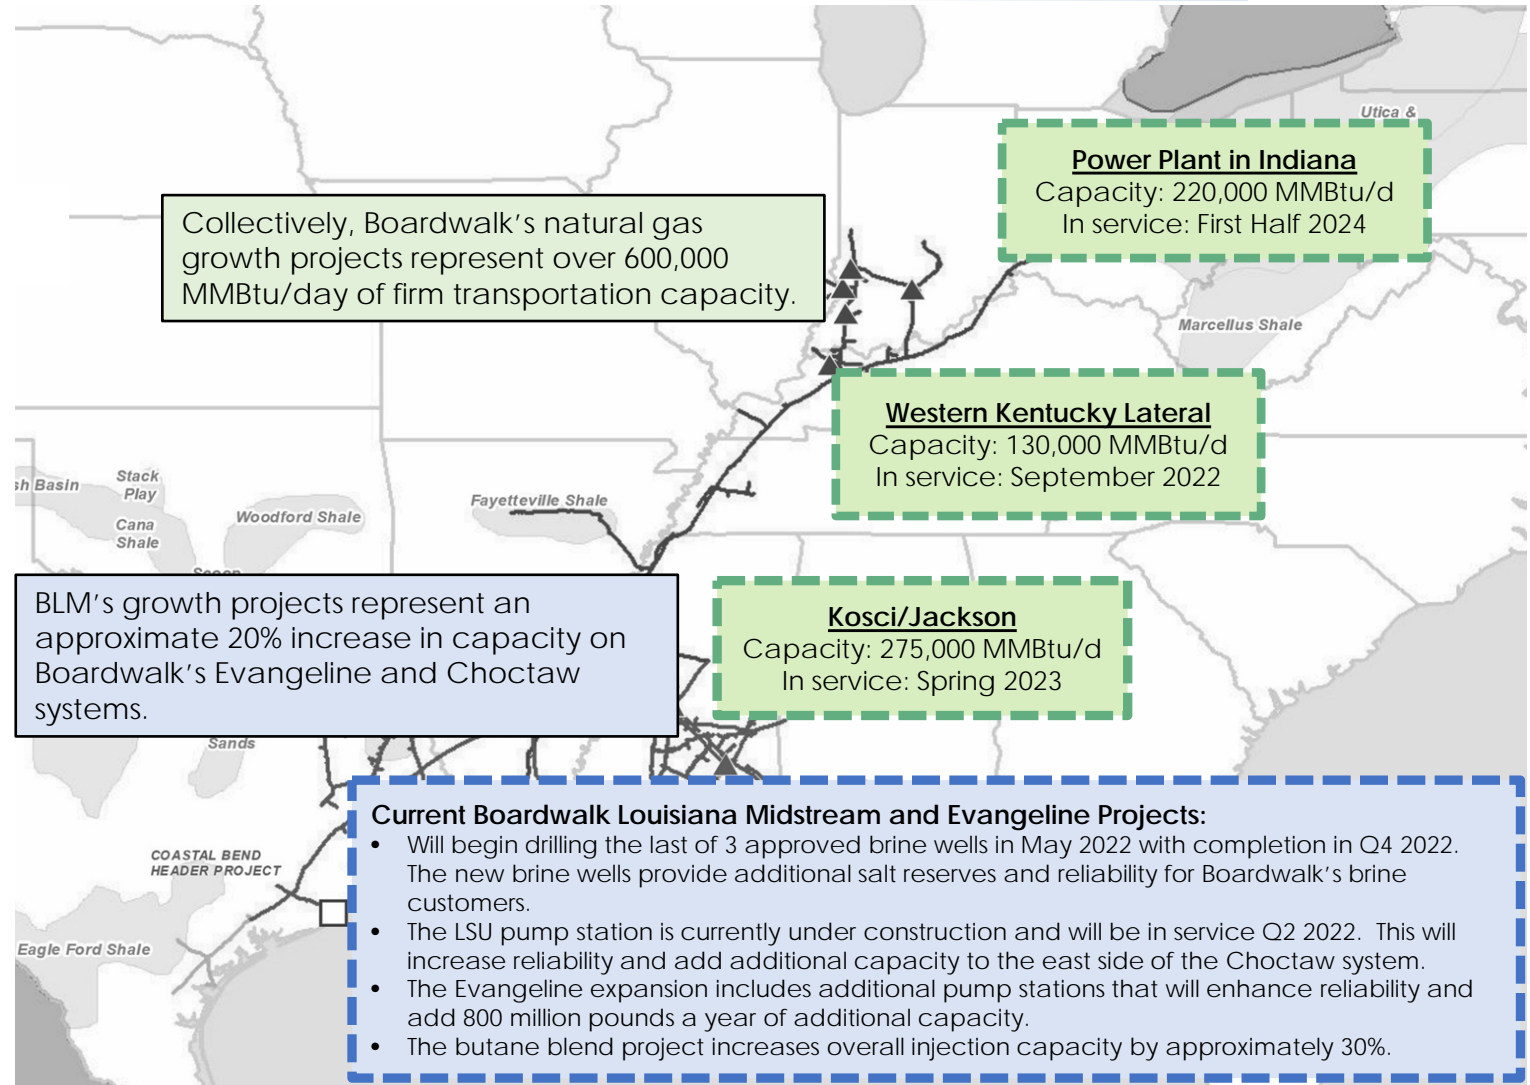 Utica &
Power Plant in Indiana
Capacity: 220,000 MMBtu/d
In service: First Half 2024
Collectively, Boardwalk’s natural gas
growth projects represent over 600,000
MMBtu/day of firm transportation capacity.
Marcellus Shale
Western Kentucky Lateral
Capacity: 130,000 MMBtu/d
In service: September 2022
Basin
Stack
Play
Cana
Shale
Woodford Shale
Fayetteville Shale
BLM’s growth projects represent an
approximate 20% increase in capacity on
Boardwalk’s Evangeline and Choctaw
systems.
Kosci/Jackson
Capacity: 275,000 MMBtu/d
In service: Spring 2023
Sands
COASTAL BEND
HEADER PROJECT
Eagle Ford Shale
Current Boardwalk Louisiana Midstream and Evangeline Projects:
• Will begin drilling the last of 3 approved brine wells in May 2022 with completion in Q4 2022.
The new brine wells provide additional salt reserves and reliability for Boardwalk’s brine
customers.
• The LSU pump station is currently under construction and will be in service Q2 2022.  This will
increase reliability and add additional capacity to the east side of the Choctaw system.
• The Evangeline expansion includes additional pump stations that will enhance reliability and
add 800 million pounds a year of additional capacity.
• The butane blend project increases overall injection capacity by approximately 30%.